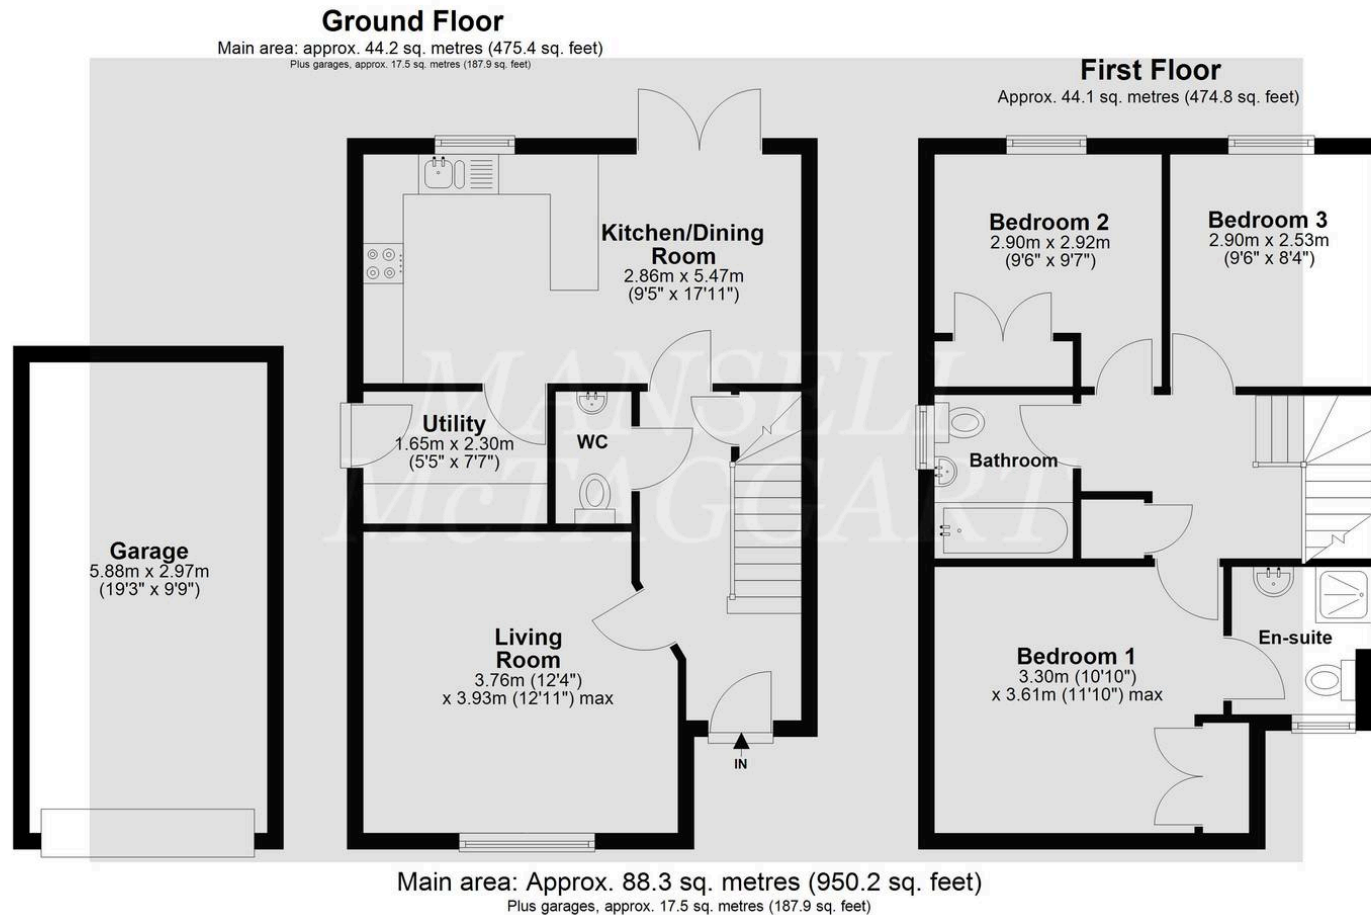 Ground Floor
Main area: approx. 44.2 sq. metres (475.4 sq. feet)
Plus garages, approx. 17.5 sq. metres (187.9 sq. feet)
First Floor
Approx. 44.1 sq. metres (474.8 sq. feet)
Kitchen/Dining
Room
2.86m x 5.47m
(9'5" x 17'11")
Bedroom 2
2.90m x 2.92m
(9'6" x 9'7")
Bedroom 3
2.90m x 2.53m
(9'6" x 8'4")
Utility
1.65m x 2.30m
(5'5" x 7'7")
WC
Bathroom
MANSELL
McTAGGART
Garage
5.88m x 2.97m
(19'3" x 9'9")
Living
Room
3.76m (12'4")
x 3.93m (12'11") max
Bedroom 1
3.30m (10'10")
x 3.61m (11'10") max
En-suite
IN
Main area: Approx. 88.3 sq. metres (950.2 sq. feet)
Plus garages, approx. 17.5 sq. metres (187.9 sq. feet)